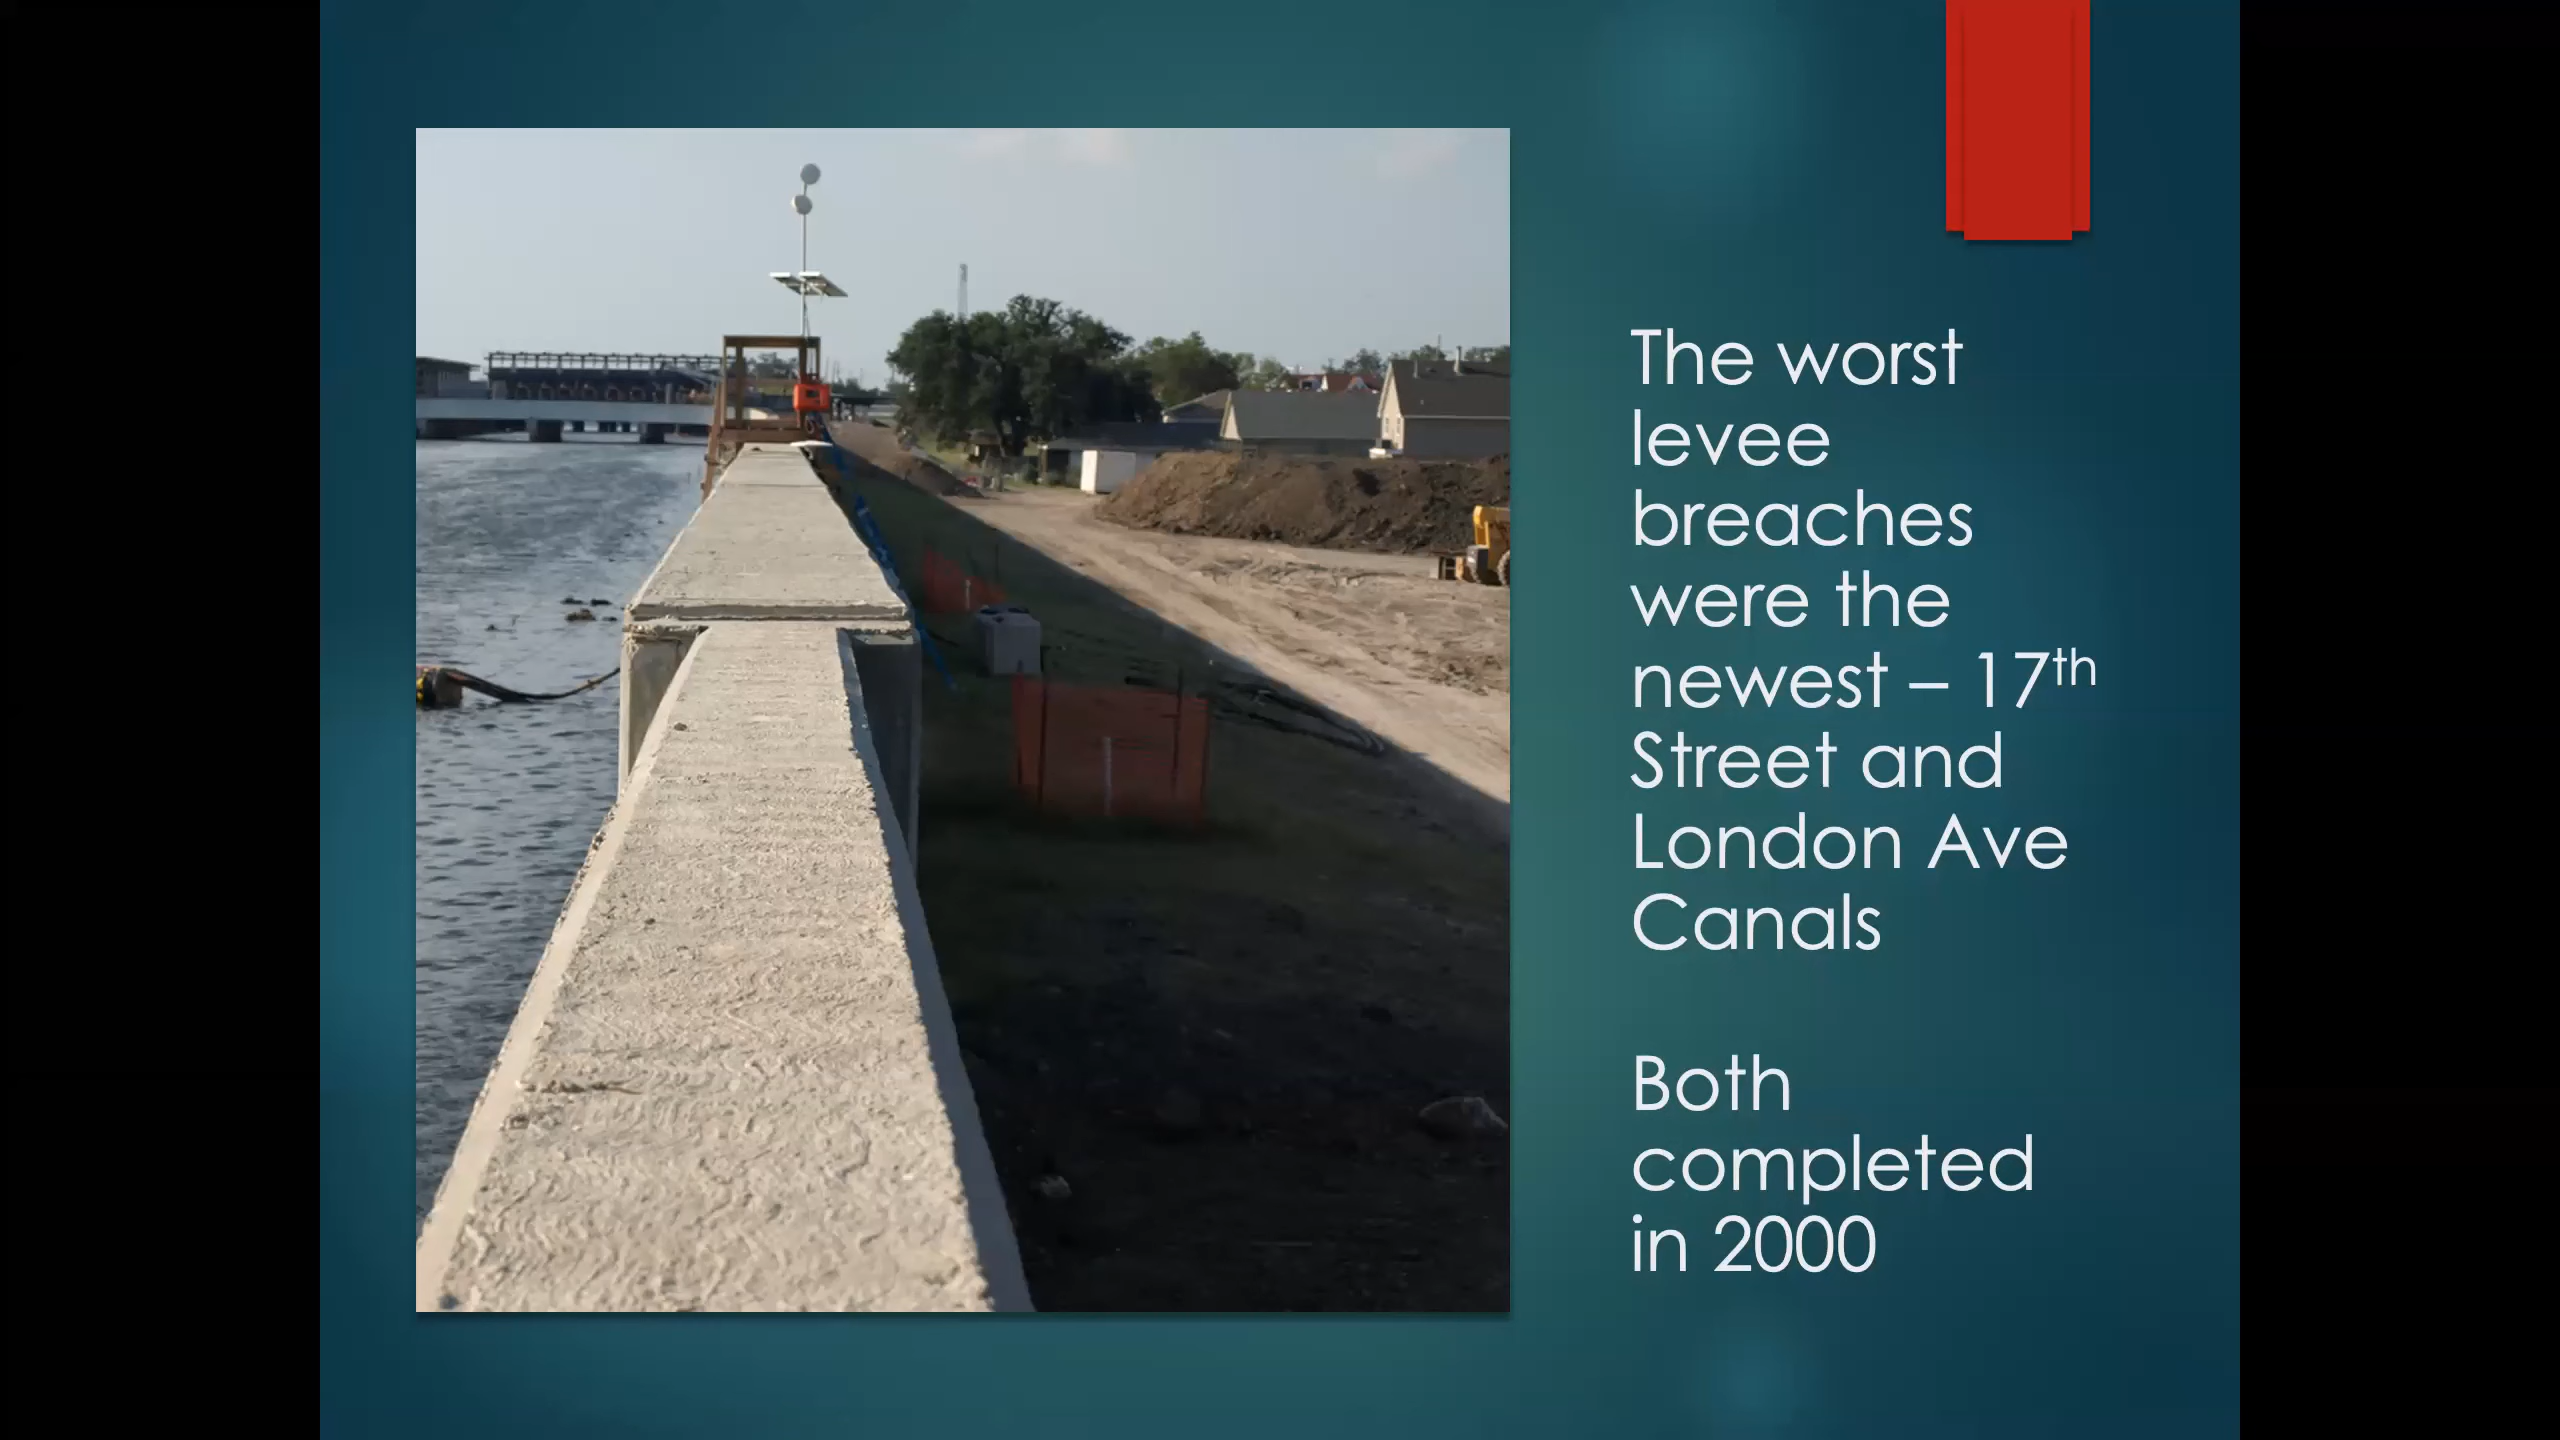 The worst
levee
breaches
were the
newest – 17th
Street and
London Ave
Canals
Both
completed
in 2000